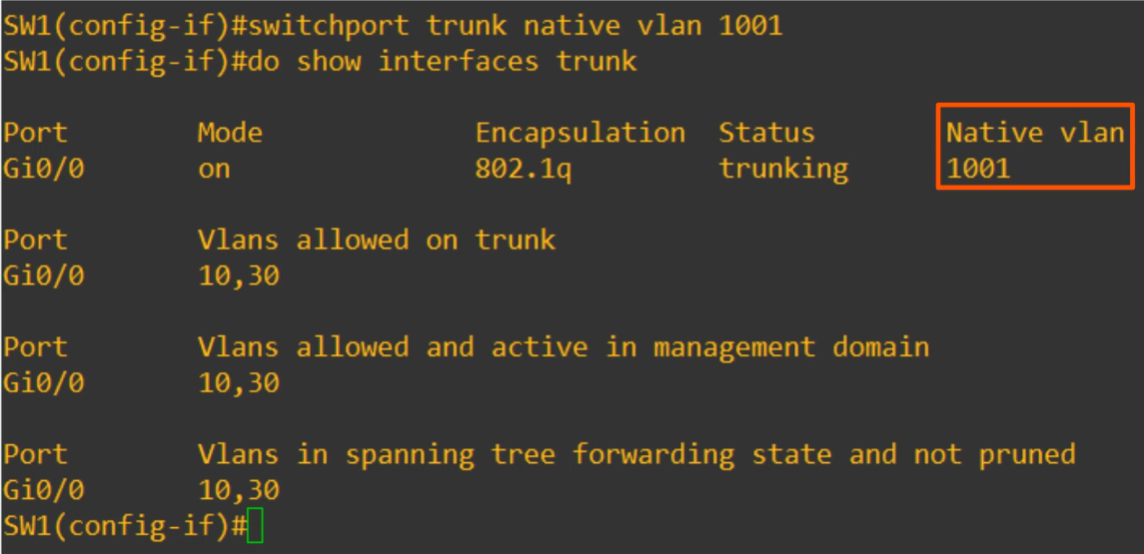 SW1(config-if)#switchport trunk native vlan 1001
SW1(config-if)#do show interfaces trunk
Port Mode Encapsulation Status Native vlan
Gi0/0 on 802.1q trunking 1001
Port Vlans allowed on trunk
Gi0/0 10,30
Port Vlans allowed and active in management domain
Gi0/0 10,30
Port Vlans in spanning tree forwarding state and not pruned
Gi0/0 10,30
SW1(config-if)#